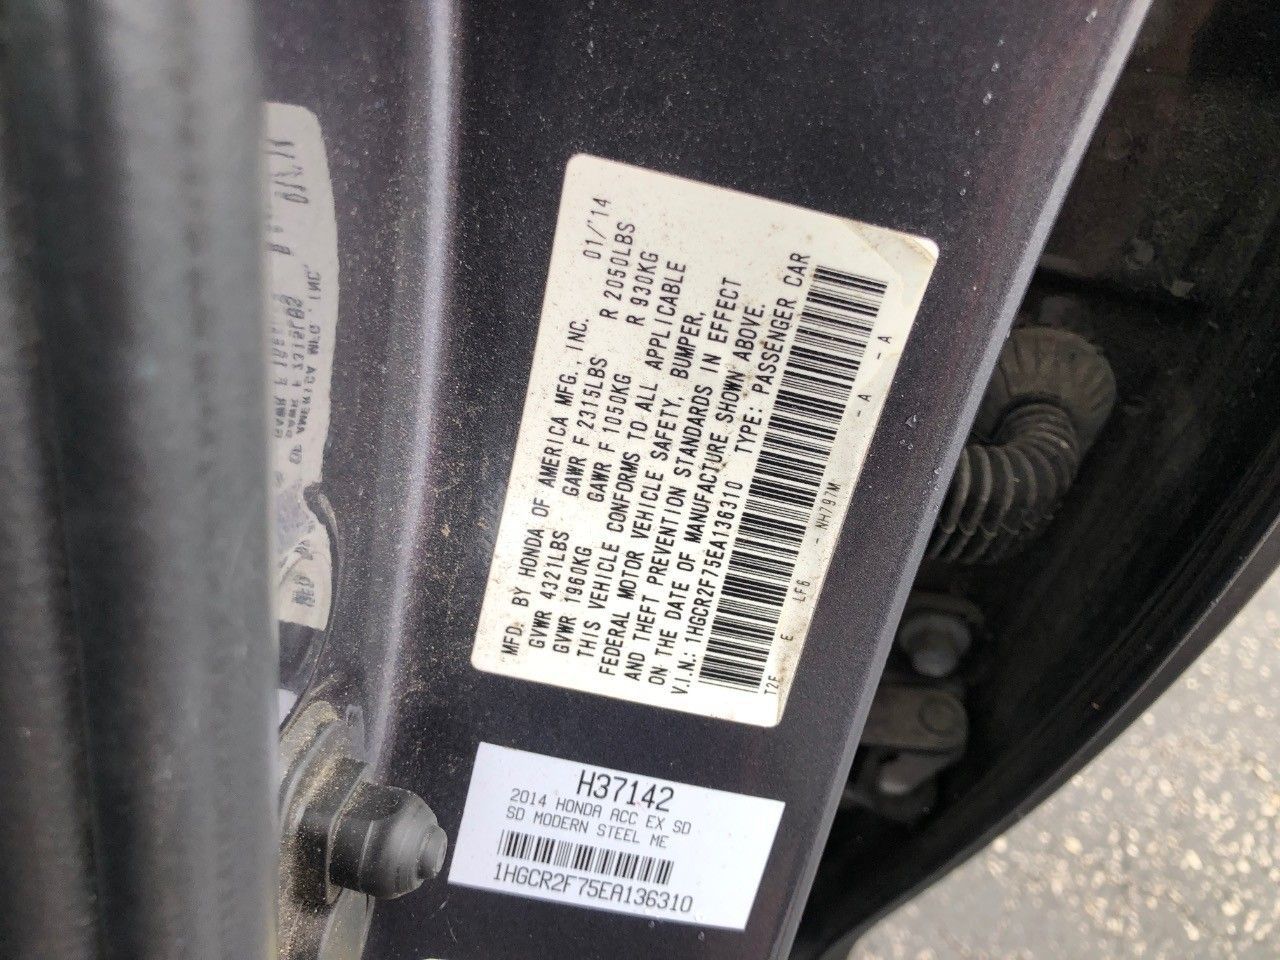 MFD. BY HONDA OF AMERICA MFG., INC. 01/'14
GVWR 4321LBS GAWR F 2315LBS R 2050LBS
GVWR 1960KG GAWR F 1050KG R 930KG
THIS VEHICLE CONFORMS TO ALL APPLICABLE
FEDERAL MOTOR VEHICLE SAFETY, BUMPER,
AND THEFT PREVENTION STANDARDS IN EFFECT
ON THE DATE OF MANUFACTURE SHOWN ABOVE.
V.I.N.: 1HGCR2F75EA136310 TYPE: PASSENGER CAR
E LF6 - NH797M - A - A
H37142
2014 HONDA ACC EX SD
SD MODERN STEEL ME
1HGCR2F75EA136310